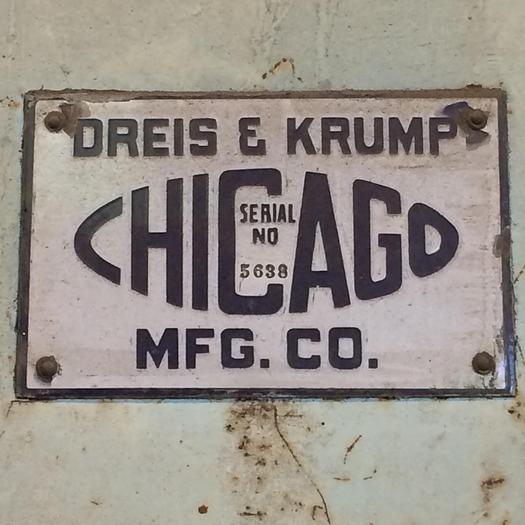 DREIS & KRUMP
CHICAGO
SERIAL
NO
5638
MFG. CO.